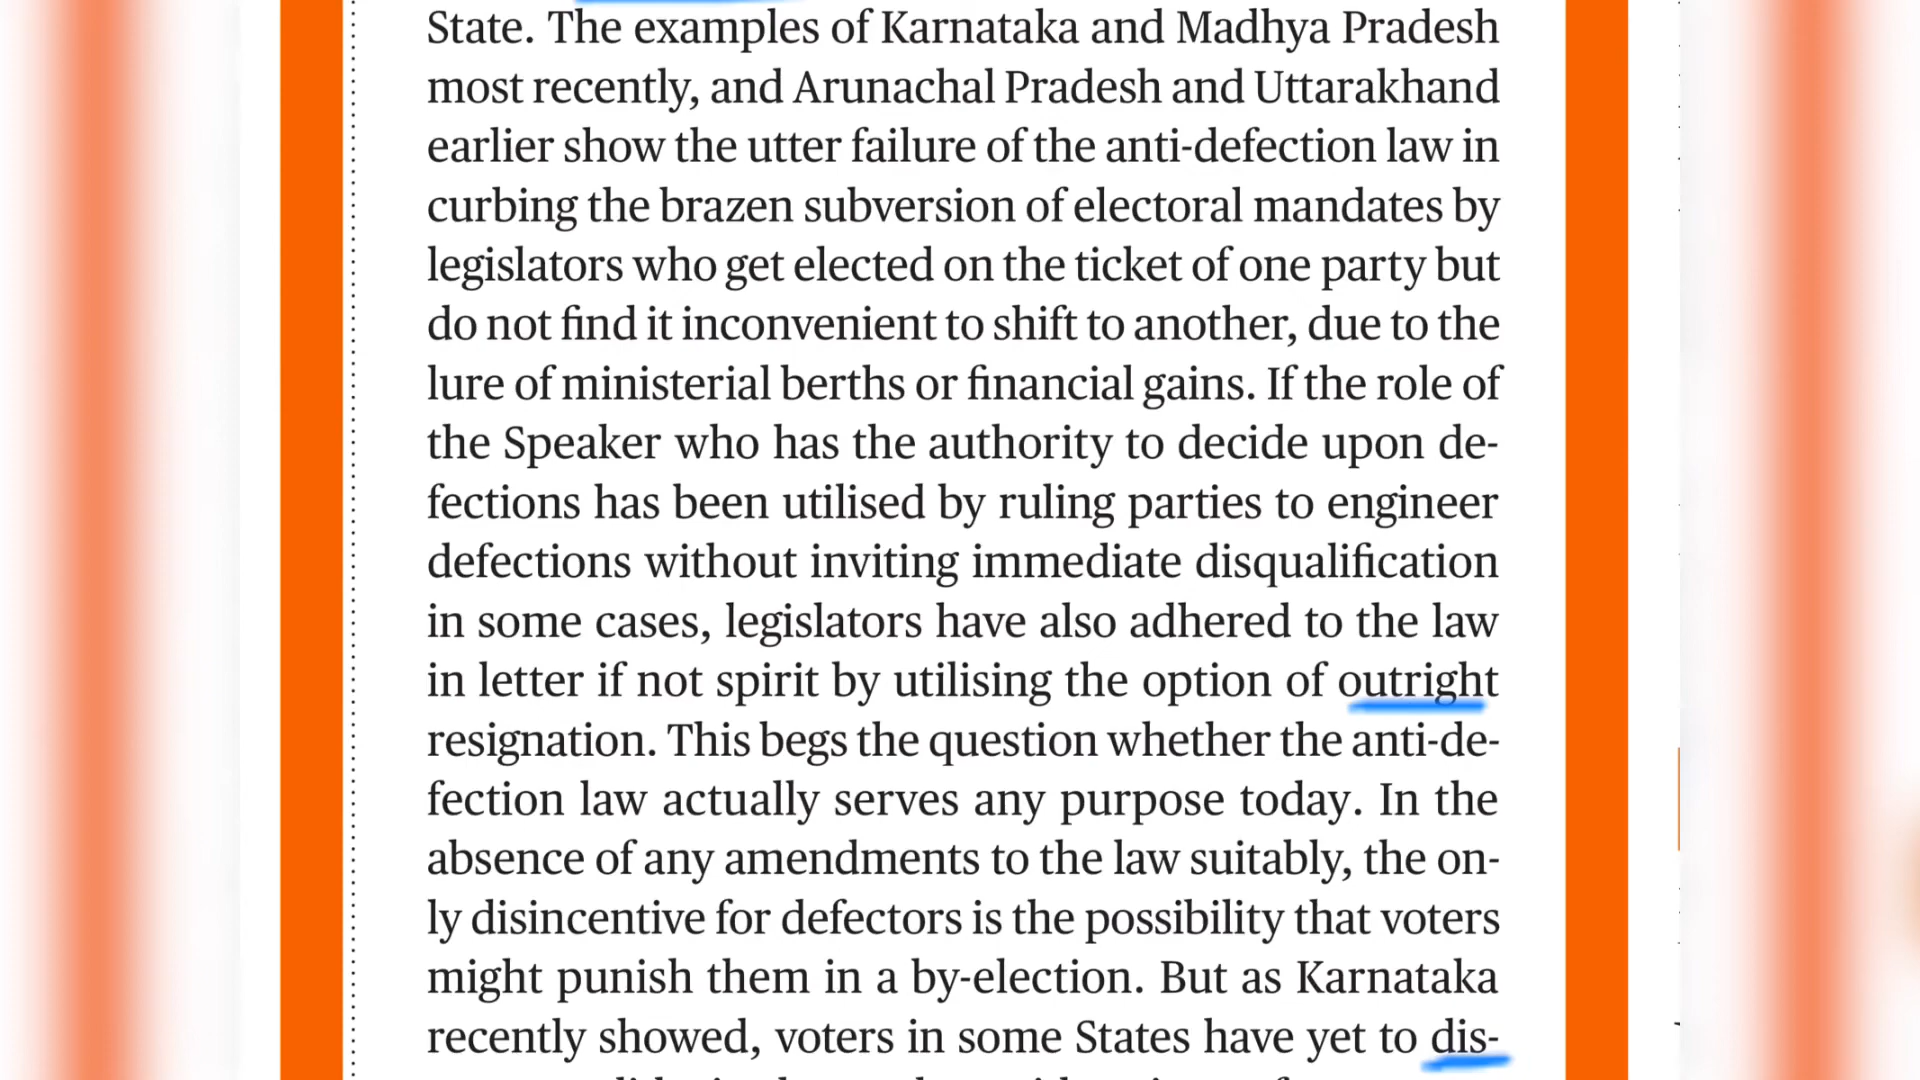 State. The examples of Karnataka and Madhya Pradesh
most recently, and Arunachal Pradesh and Uttarakhand
earlier show the utter failure of the anti-defection law in
curbing the brazen subversion of electoral mandates by
legislators who get elected on the ticket of one party but
do not find it inconvenient to shift to another, due to the
lure of ministerial berths or financial gains. If the role of
the Speaker who has the authority to decide upon de-
fections has been utilised by ruling parties to engineer
defections without inviting immediate disqualification
in some cases, legislators have also adhered to the law
in letter if not spirit by utilising the option of outright
resignation. This begs the question whether the anti-de-
fection law actually serves any purpose today. In the
absence of any amendments to the law suitably, the on-
ly disincentive for defectors is the possibility that voters
might punish them in a by-election. But as Karnataka
recently showed, voters in some States have yet to dis-